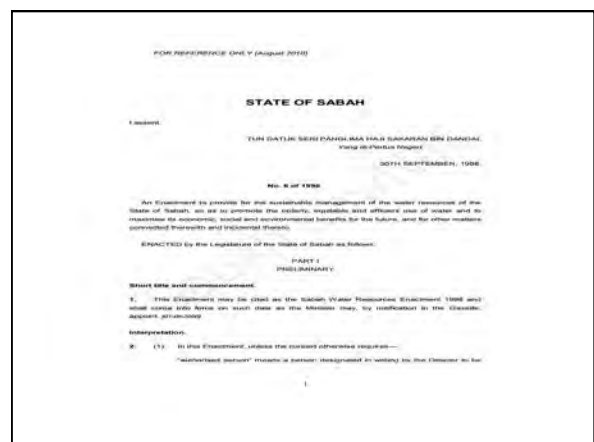 FOR REFERENCE ONLY (August 2010)
STATE OF SABAH
I assent,
TUN DATUK SERI PANGLIMA HAJI SAKARAN BIN DANDAI,
Yang di-Pertua Negeri.
30TH SEPTEMBER, 1998.
No. 6 of 1998
An Enactment to provide for the sustainable management of the water resources of the
State of Sabah, so as to promote the orderly, equitable and efficient use of water and to
maximise its economic, social and environmental benefits for the future, and for other matters
connected therewith and incidental thereto.
ENACTED by the Legislature of the State of Sabah as follows:
PART I
PRELIMINARY
Short title and commencement.
1. This Enactment may be cited as the Sabah Water Resources Enactment 1998 and
shall come into force on such date as the Minister may, by notification in the Gazette,
appoint.
Interpretation.
2. (1) In this Enactment, unless the context otherwise requires—
"authorised person" means a person designated in writing by the Director to be
1